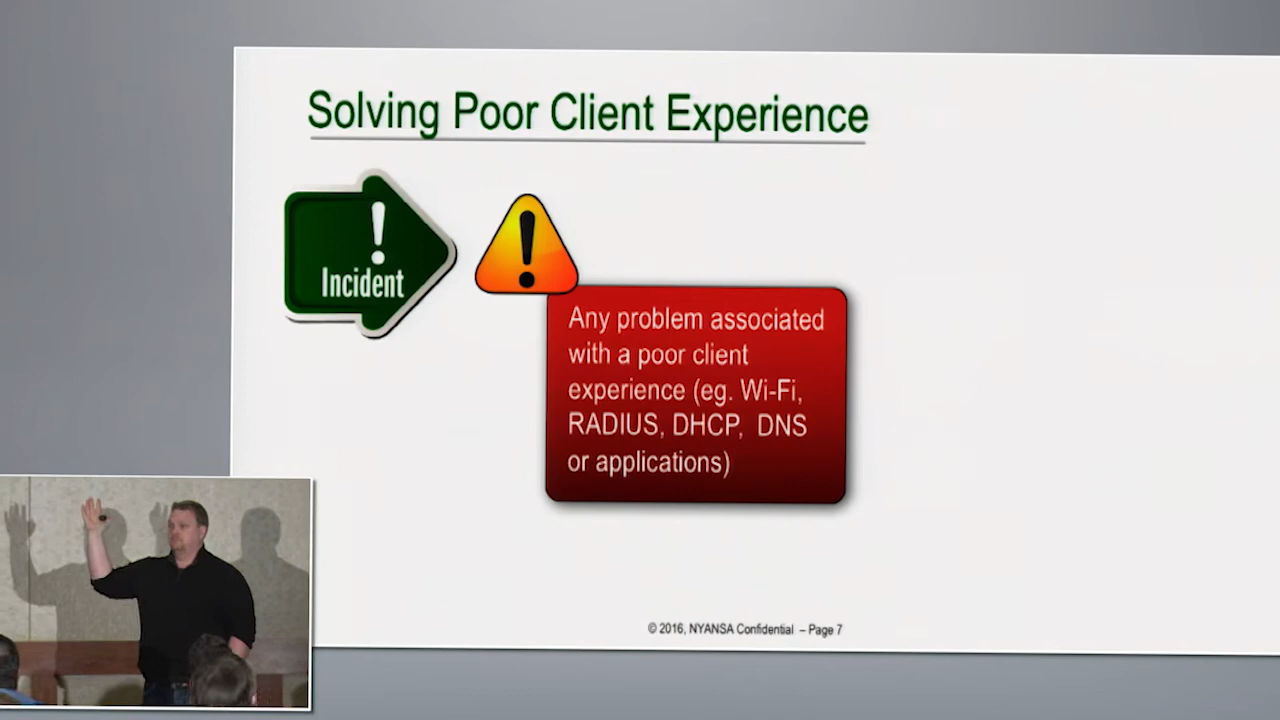 Solving Poor Client Experience
!
Incident
!
Any problem associated
with a poor client
experience (eg. Wi-Fi,
RADIUS, DHCP,  DNS
or applications)
© 2016, NYANSA Confidential  – Page 7